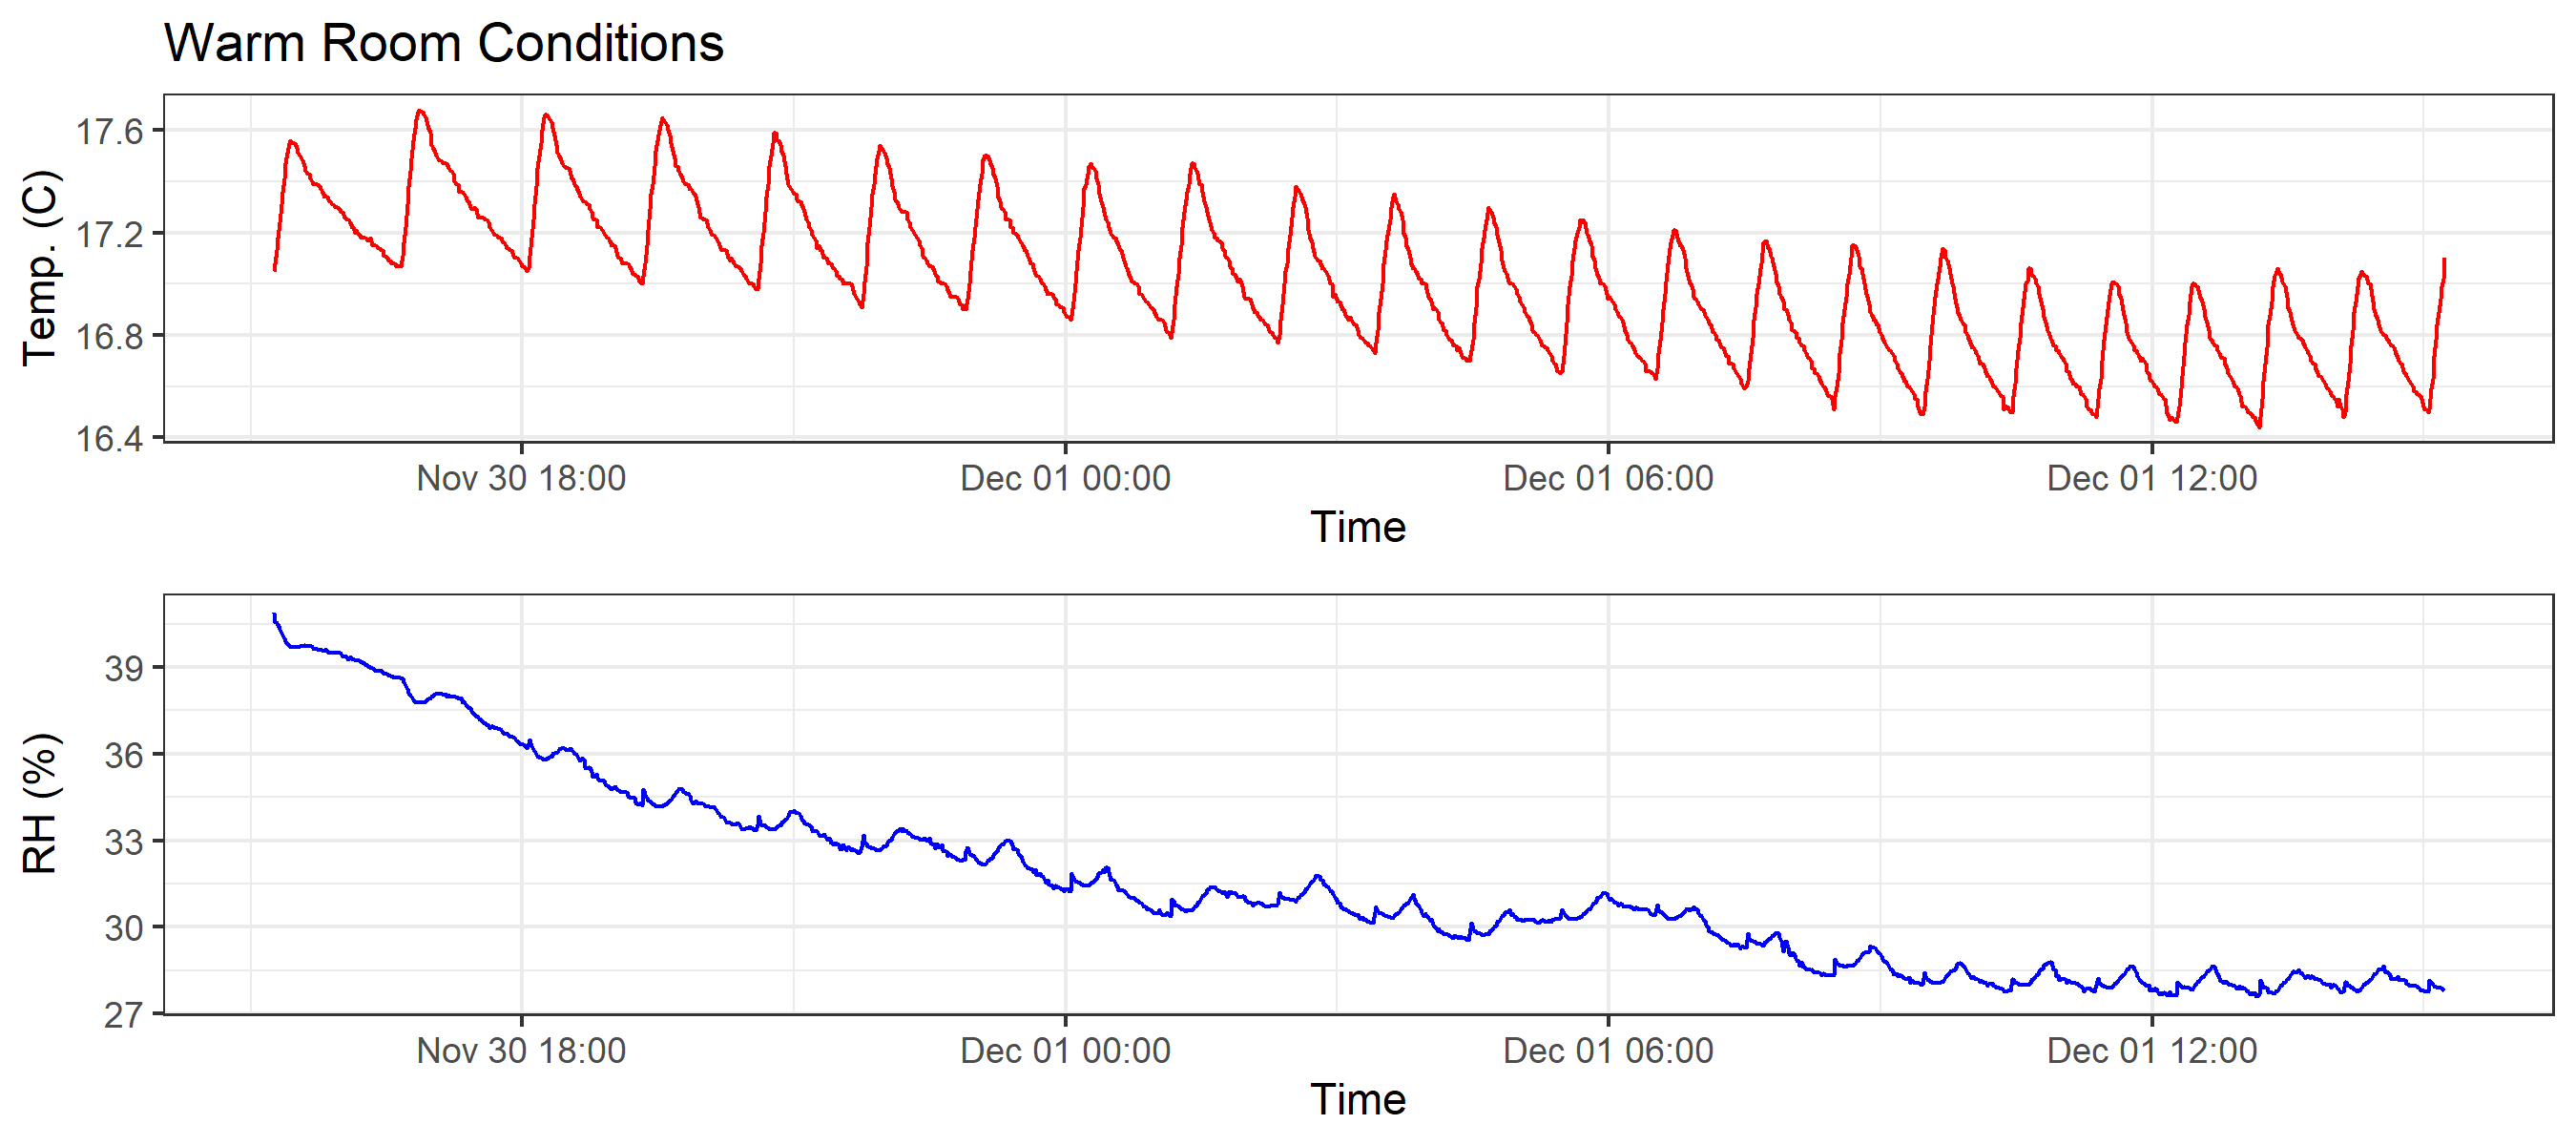 Warm Room Conditions
Temp. (C)
17.6
17.2
16.8
16.4
Nov 30 18:00 Dec 01 00:00 Dec 01 06:00 Dec 01 12:00
Time
RH (%)
39
36
33
30
27
Nov 30 18:00 Dec 01 00:00 Dec 01 06:00 Dec 01 12:00
Time